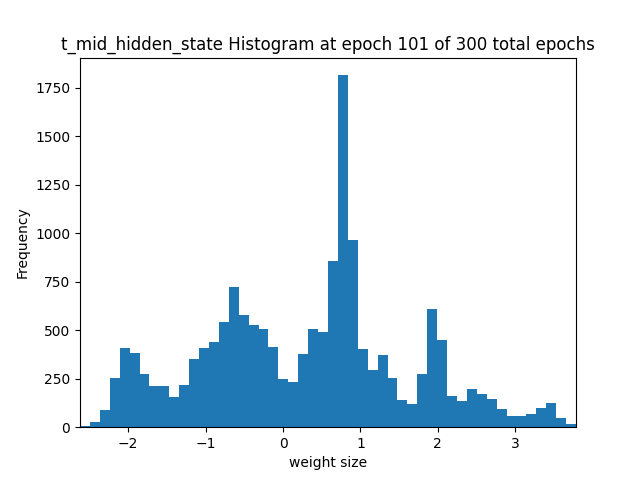 t_mid_hidden_state Histogram at epoch 101 of 300 total epochs
1750
1500
1250
1000
750
500
250
0
Frequency
−2 −1 0 1 2 3
weight size